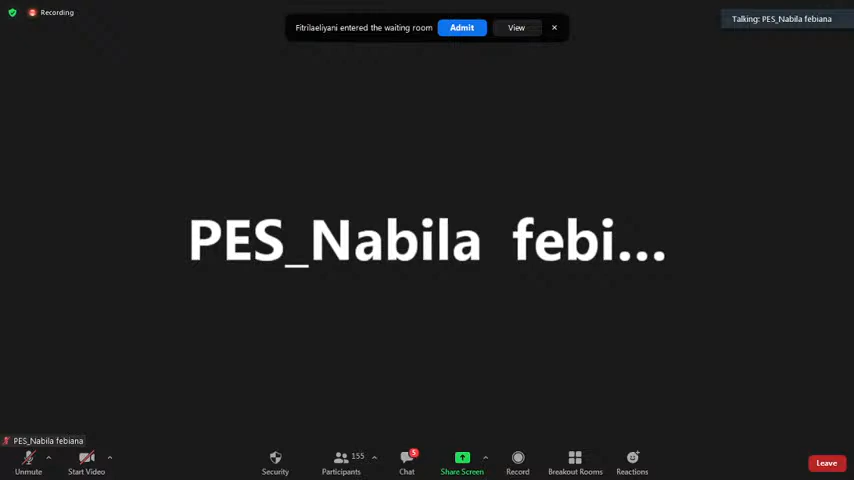 Recording
Fitrilaeliyani entered the waiting room
Admit
View
Talking: PES_Nabila febiana
PES_Nabila febi...
PES_Nabila febiana
Unmute
Start Video
Security
155
Participants
5
Chat
Share Screen
Record
Breakout Rooms
Reactions
Leave